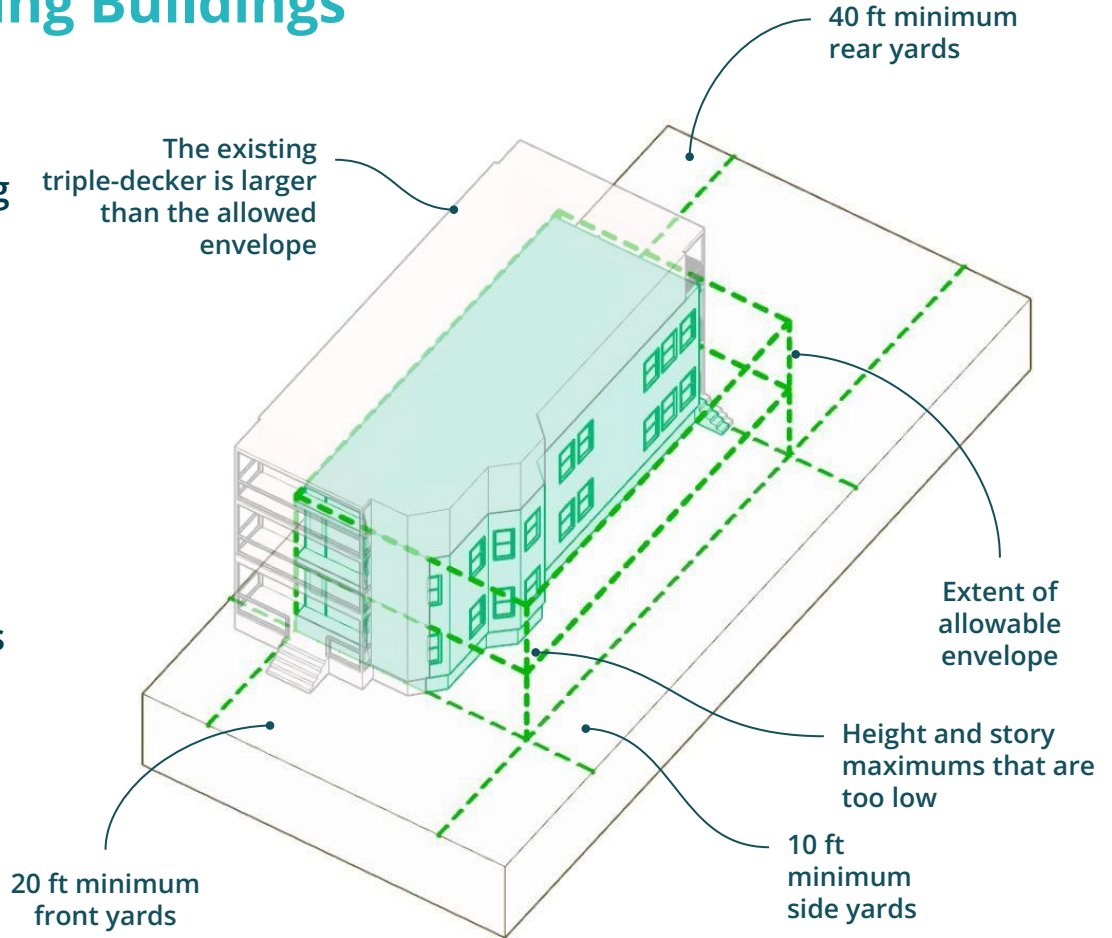 ing Buildings
40 ft minimum
rear yards
The existing
triple-decker is larger
than the allowed
envelope
g
s
Extent of
allowable
envelope
Height and story
maximums that are
too low
10 ft
minimum
side yards
20 ft minimum
front yards